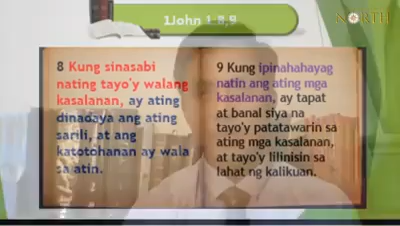 1John 1:8,9
NORTH
8 Kung sinasabi
nating tayo'y walang
kasalanan, ay ating
dinadaya ang ating
sarili, at ang
katotohanan ay wala
sa atin.
9 Kung ipinahahayag
natin ang ating mga
kasalanan, ay tapat
at banal siya na
tayo'y patatawarin sa
ating mga kasalanan,
at tayo'y lilinisin sa
lahat ng kalikuan.